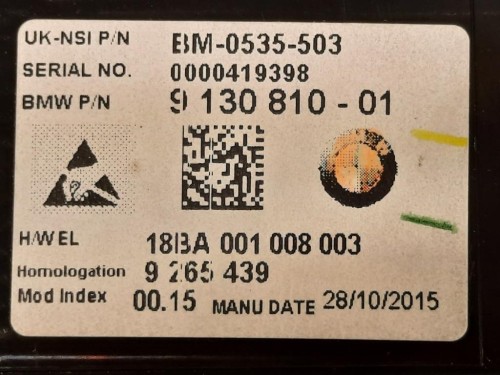 UK-NSI P/N BM-0535-503
SERIAL NO. 0000419398
BMW P/N 9 130 810 - 01
H/W EL 18BA 001 008 003
Homologation 9 265 439
Mod Index 00.15 MANU DATE 28/10/2015